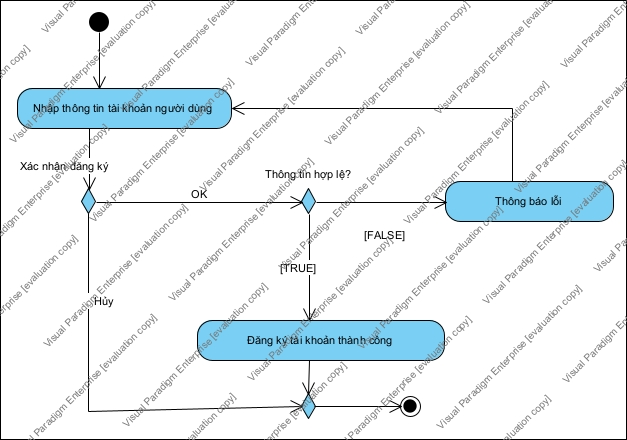 Nhập thông tin tài khoản người dùng
Xác nhận đăng ký
OK
Thông tin hợp lệ?
Thông báo lỗi
[FALSE]
[TRUE]
Hủy
Đăng ký tài khoản thành công
Visual Paradigm Enterprise [evaluation copy]